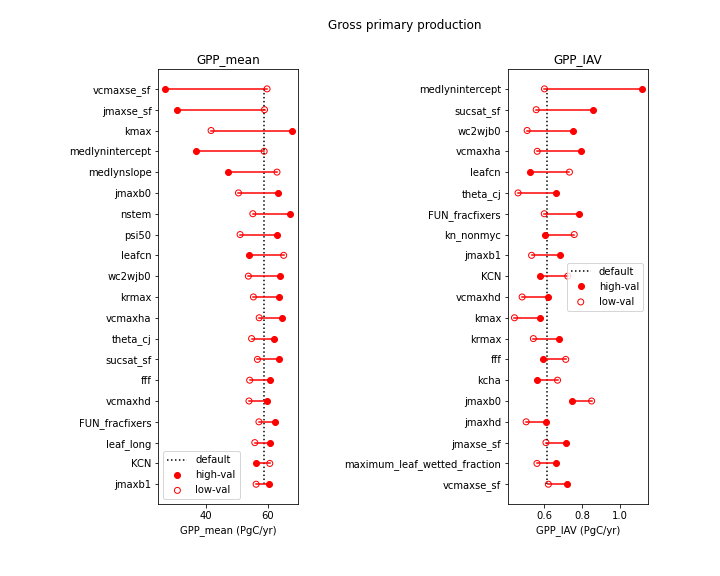 Gross primary production
GPP_mean
vcmaxse_sf
jmaxse_sf
kmax
medlynintercept
medlynslope
jmaxb0
nstem
psi50
leafcn
wc2wjb0
krmax
vcmaxha
theta_cj
sucsat_sf
fff
vcmaxhd
FUN_fracfixers
leaf_long
KCN
jmaxb1
default
high-val
low-val
40 60
GPP_mean (PgC/yr)
GPP_IAV
medlynintercept
sucsat_sf
wc2wjb0
vcmaxha
leafcn
theta_cj
FUN_fracfixers
kn_nonmyc
jmaxb1
KCN
vcmaxhd
kmax
krmax
fff
kcha
jmaxb0
jmaxhd
jmaxse_sf
maximum_leaf_wetted_fraction
vcmaxse_sf
default
high-val
low-val
0.6 0.8 1.0
GPP_IAV (PgC/yr)